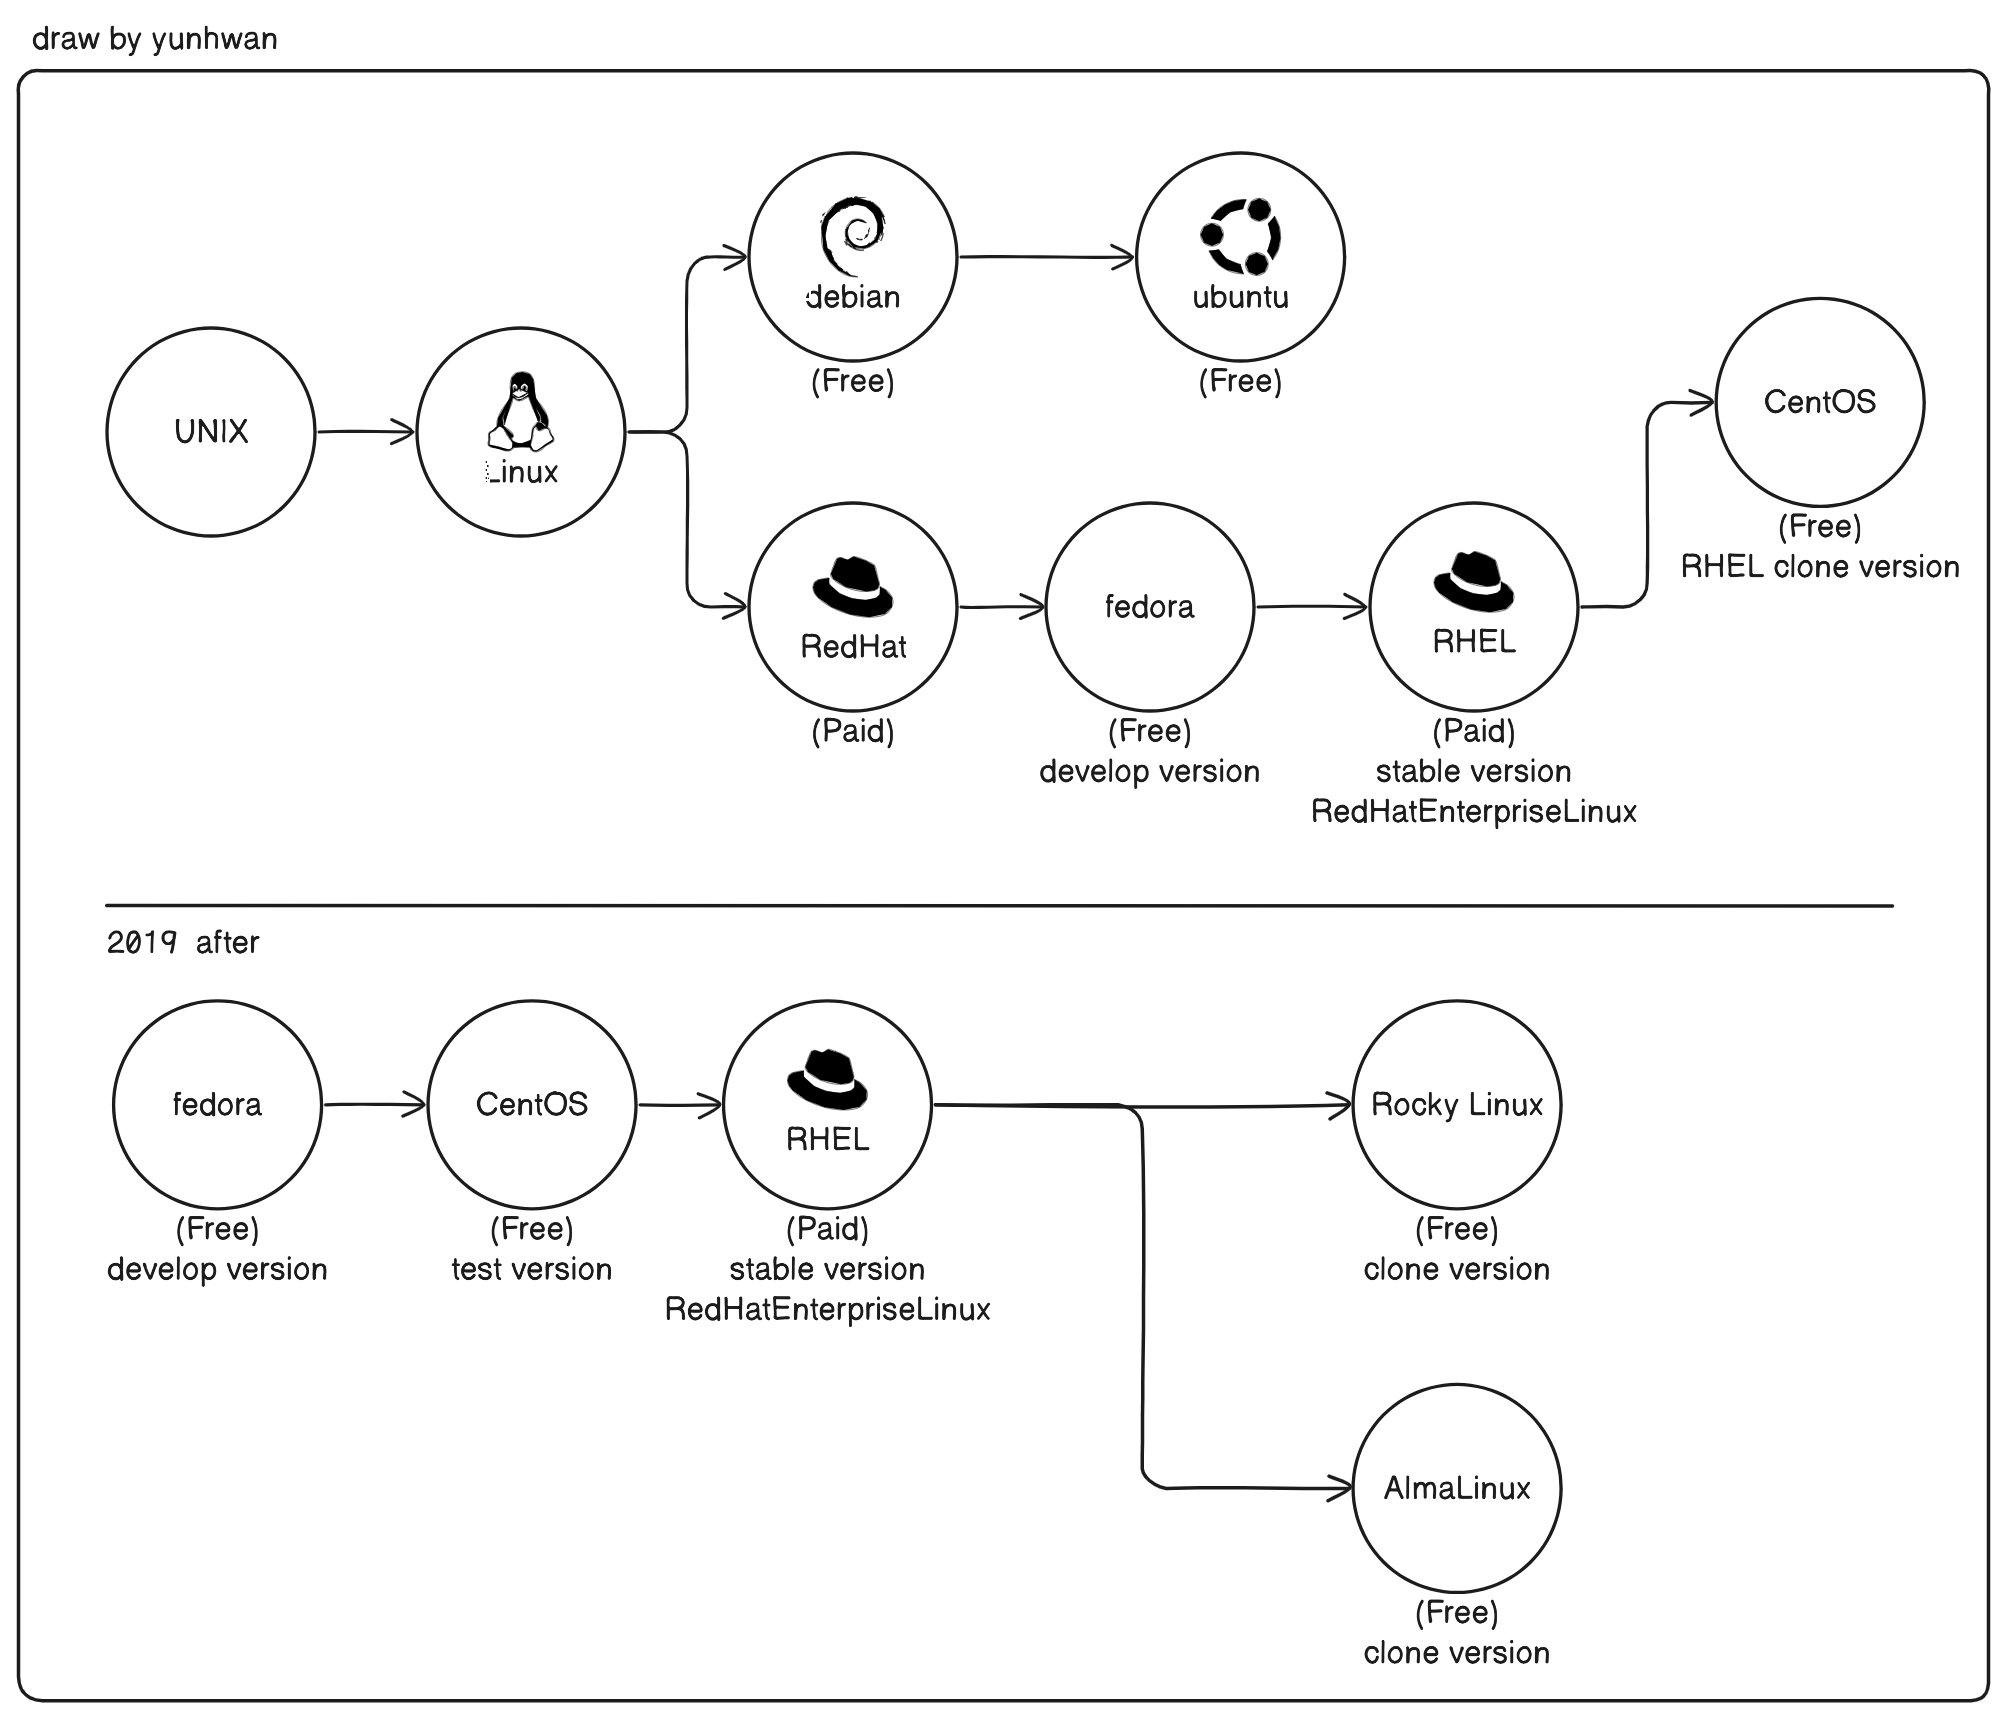 draw by yunhwan
debian
(Free)
ubuntu
(Free)
UNIX
Linux
CentOS
(Free)
RHEL clone version
RedHat
(Paid)
fedora
(Free)
develop version
RHEL
(Paid)
stable version
RedHatEnterpriseLinux
2019 after
fedora
(Free)
develop version
CentOS
(Free)
test version
RHEL
(Paid)
stable version
RedHatEnterpriseLinux
Rocky Linux
(Free)
clone version
AlmaLinux
(Free)
clone version